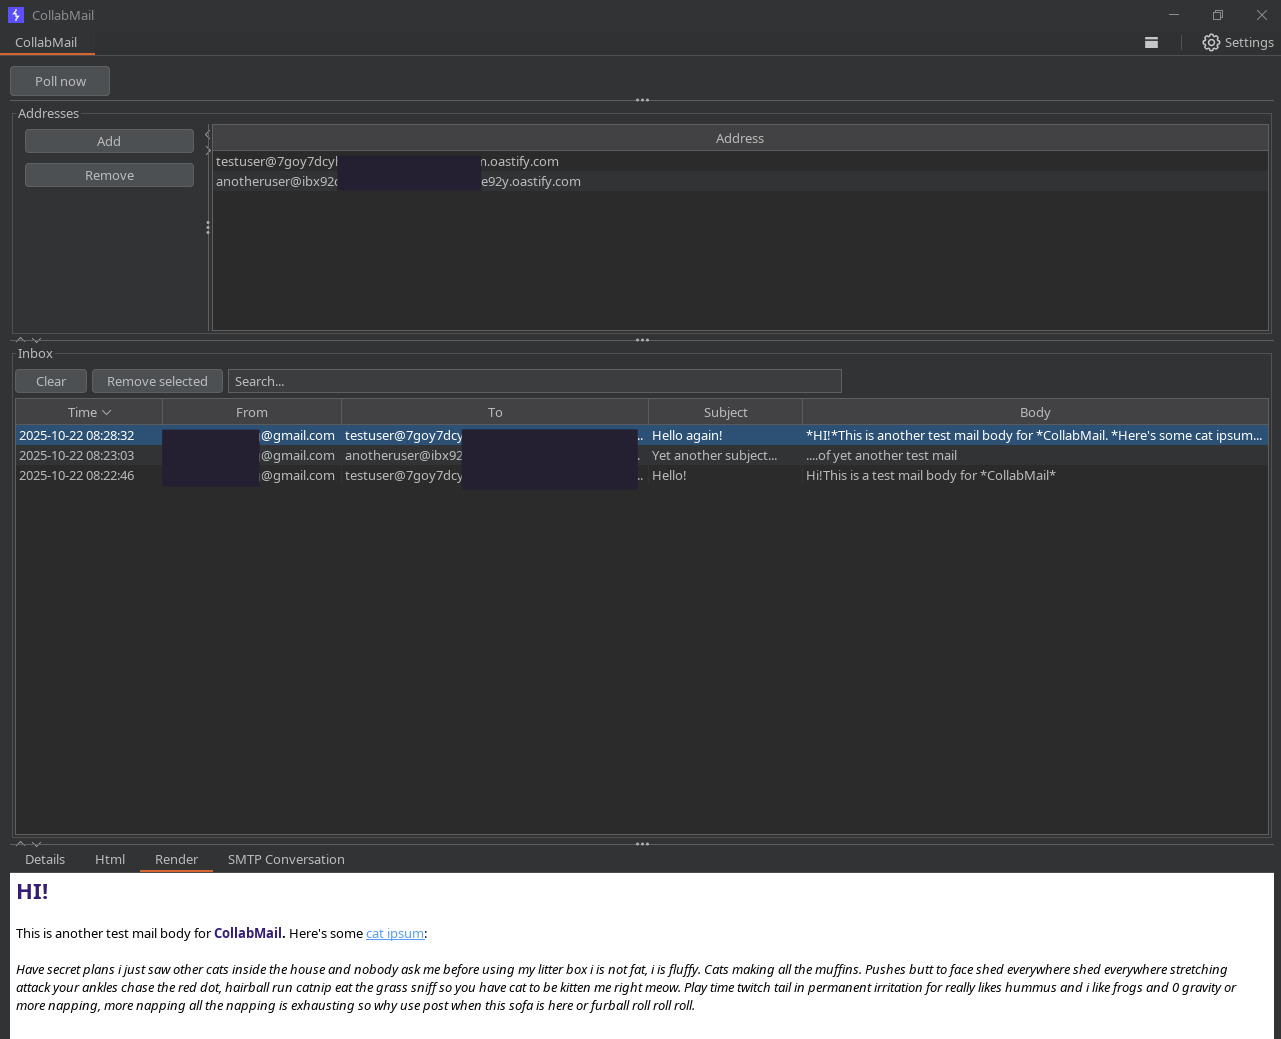 CollabMail
CollabMail
Settings
Poll now
Addresses
Add
Remove
Address
testuser@7goy7dcy m.oastify.com
anotheruser@ibx92 e92y.oastify.com
Inbox
Clear Remove selected Search...
Time From To Subject Body
2025-10-22 08:28:32 @gmail.com testuser@7goy7dcy .. Hello again! *HI!*This is another test mail body for *CollabMail. *Here's some cat ipsum...
2025-10-22 08:23:03 @gmail.com anotheruser@ibx92 . Yet another subject... ....of yet another test mail
2025-10-22 08:22:46 @gmail.com testuser@7goy7dcy .. Hello! Hi!This is a test mail body for *CollabMail*
Details Html Render SMTP Conversation
HI!
This is another test mail body for CollabMail. Here's some cat ipsum:
Have secret plans i just saw other cats inside the house and nobody ask me before using my litter box i is not fat, i is fluffy. Cats making all the muffins. Pushes butt to face shed everywhere shed everywhere stretching
attack your ankles chase the red dot, hairball run catnip eat the grass sniff so you have cat to be kitten me right meow. Play time twitch tail in permanent irritation for really likes hummus and i like frogs and 0 gravity or
more napping, more napping all the napping is exhausting so why use post when this sofa is here or furball roll roll roll.